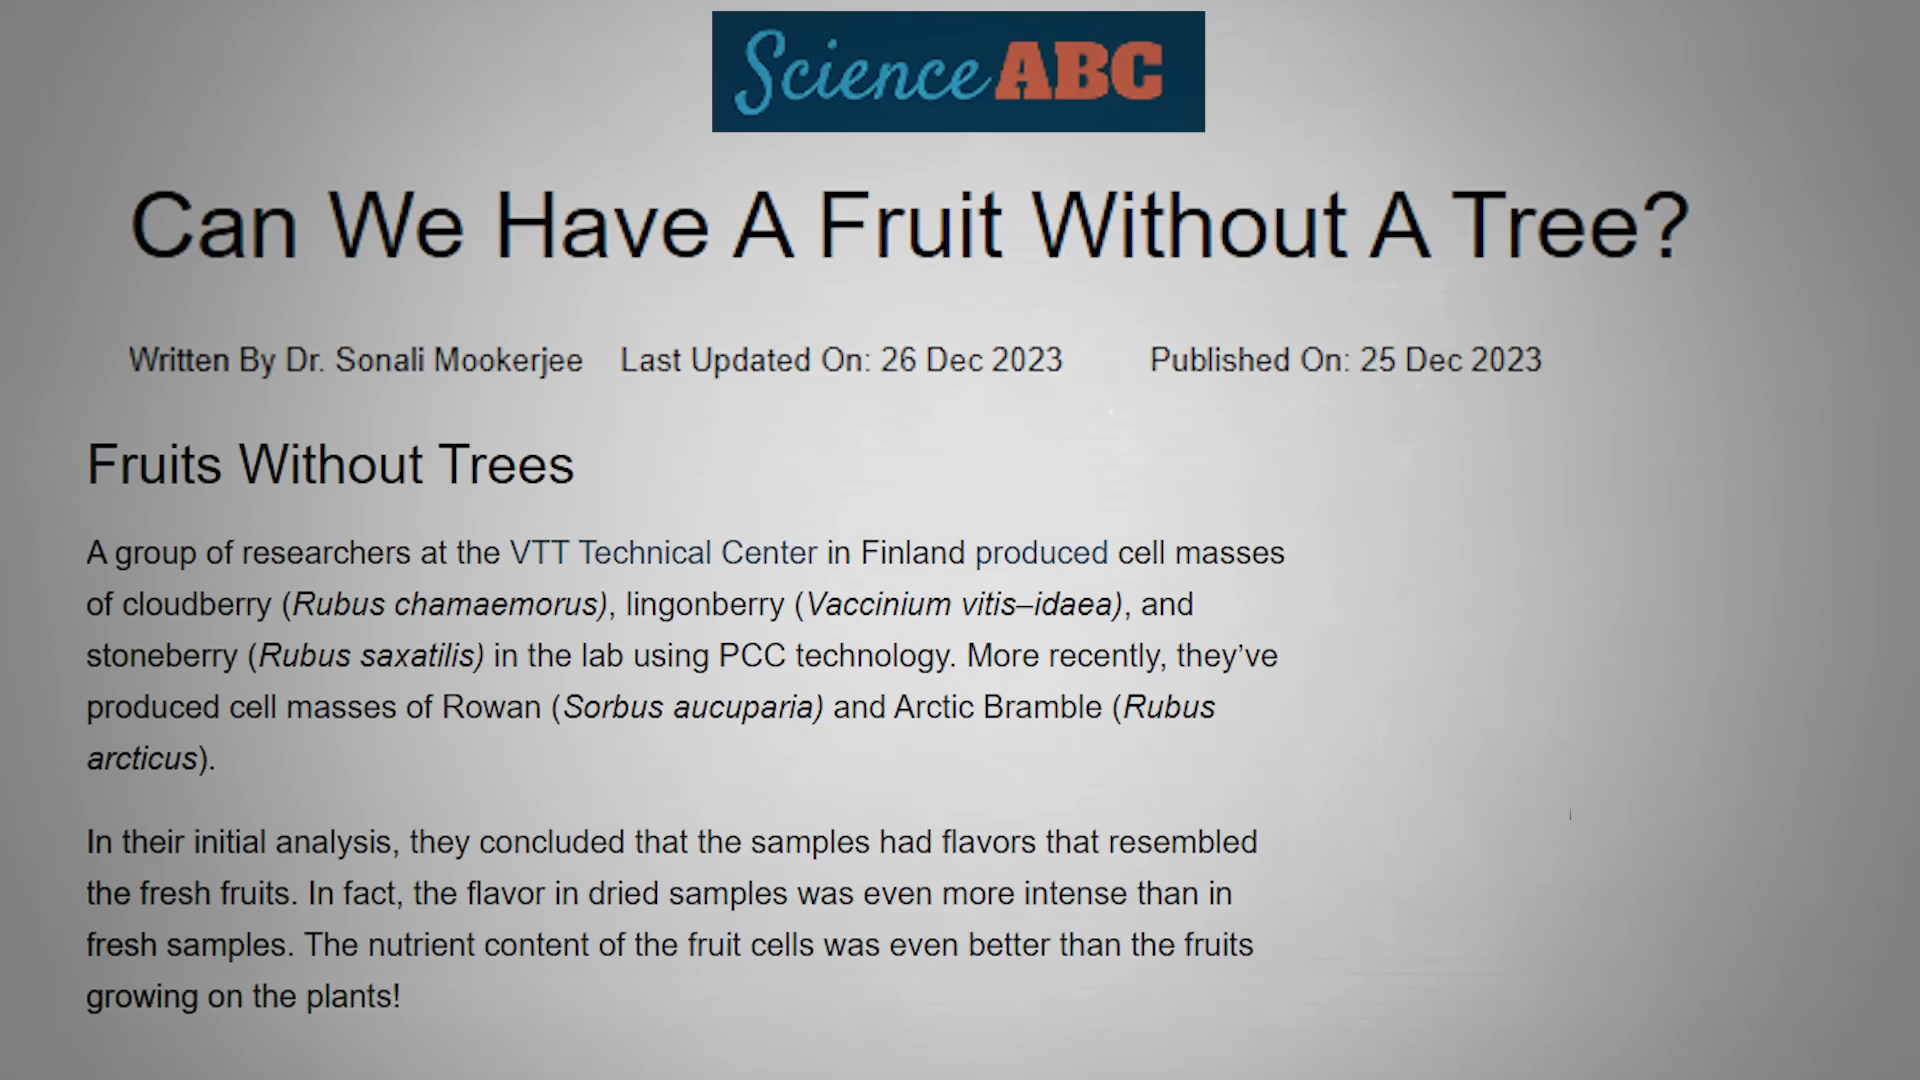 Science ABC
Can We Have A Fruit Without A Tree?
Written By Dr. Sonali Mookerjee Last Updated On: 26 Dec 2023 Published On: 25 Dec 2023
Fruits Without Trees
A group of researchers at the VTT Technical Center in Finland produced cell masses
of cloudberry (Rubus chamaemorus), lingonberry (Vaccinium vitis–idaea), and
stoneberry (Rubus saxatilis) in the lab using PCC technology. More recently, they’ve
produced cell masses of Rowan (Sorbus aucuparia) and Arctic Bramble (Rubus
arcticus).
In their initial analysis, they concluded that the samples had flavors that resembled
the fresh fruits. In fact, the flavor in dried samples was even more intense than in
fresh samples. The nutrient content of the fruit cells was even better than the fruits
growing on the plants!